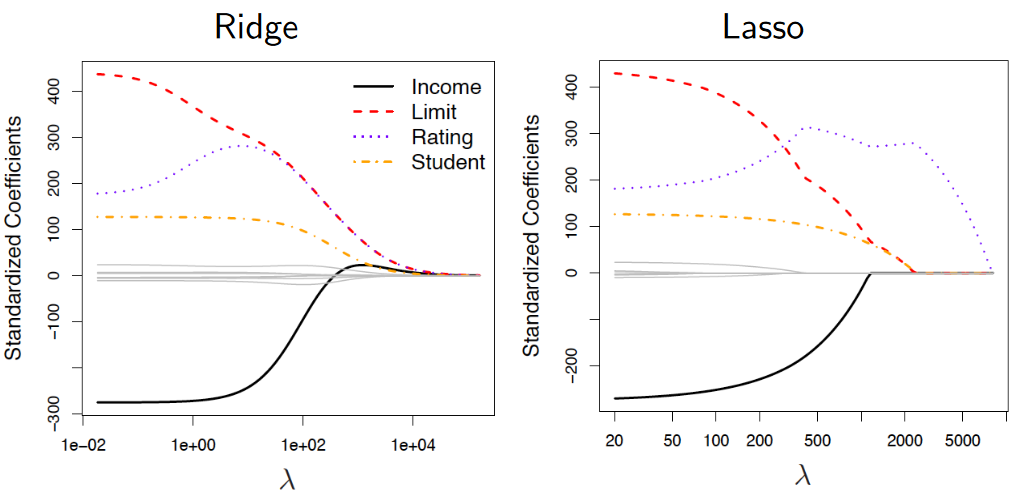 Ridge
Standardized Coefficients
400
300
200
100
0
-100
-300
1e-02 1e+00 1e+02 1e+04
λ
Income
Limit
Rating
Student
Lasso
Standardized Coefficients
400
300
200
100
0
-200
20 50 100 200 500 2000 5000
λ